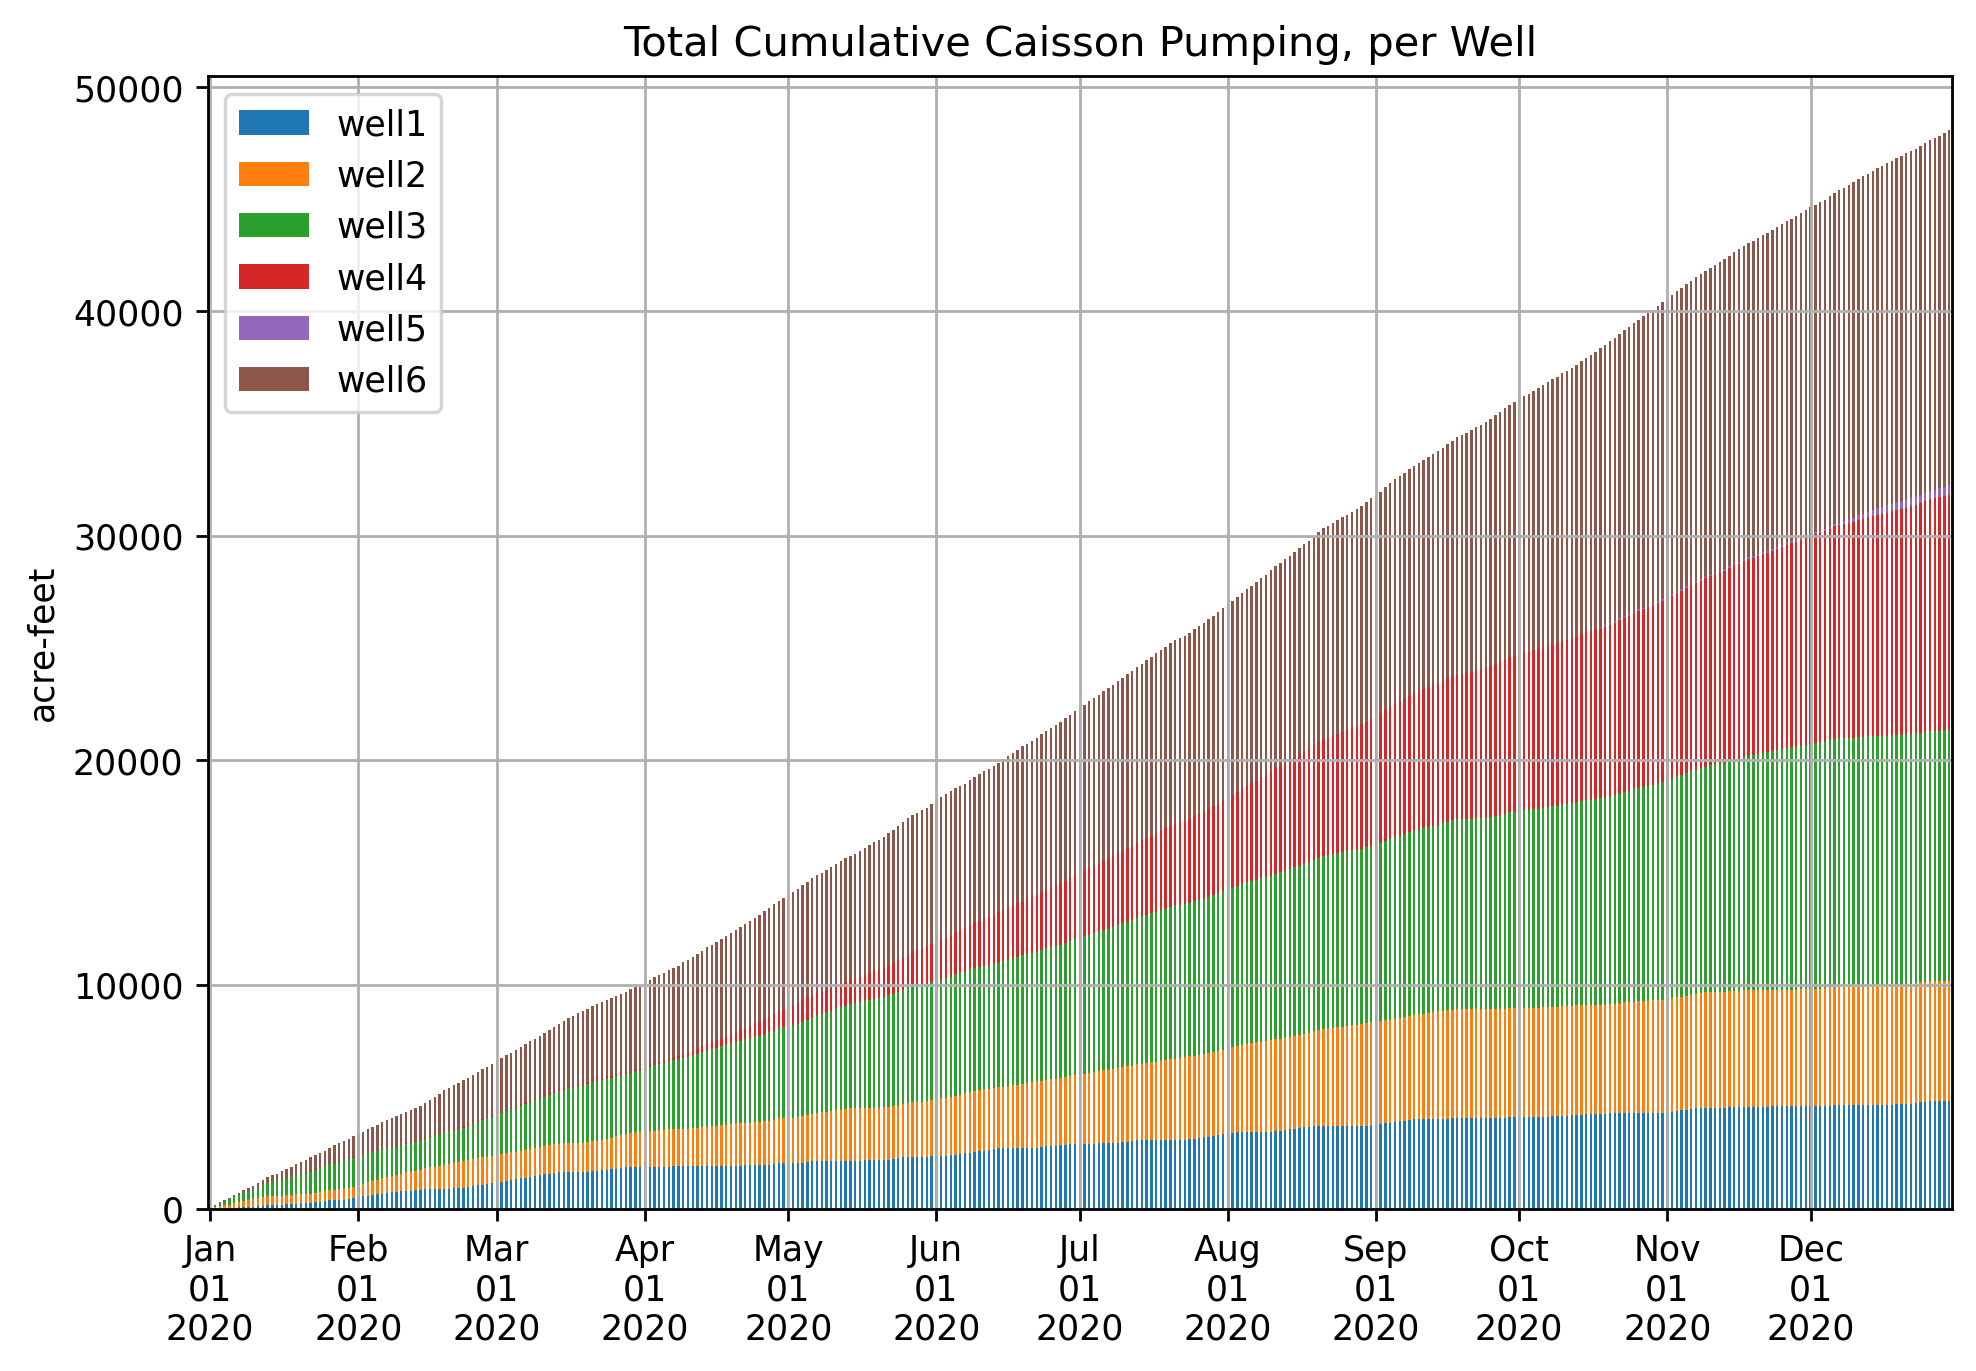 Total Cumulative Caisson Pumping, per Well
50000
40000
30000
20000
10000
0
acre-feet
well1
well2
well3
well4
well5
well6
Jan Feb Mar Apr May Jun Jul Aug Sep Oct Nov Dec
01 01 01 01 01 01 01 01 01 01 01 01
2020 2020 2020 2020 2020 2020 2020 2020 2020 2020 2020 2020